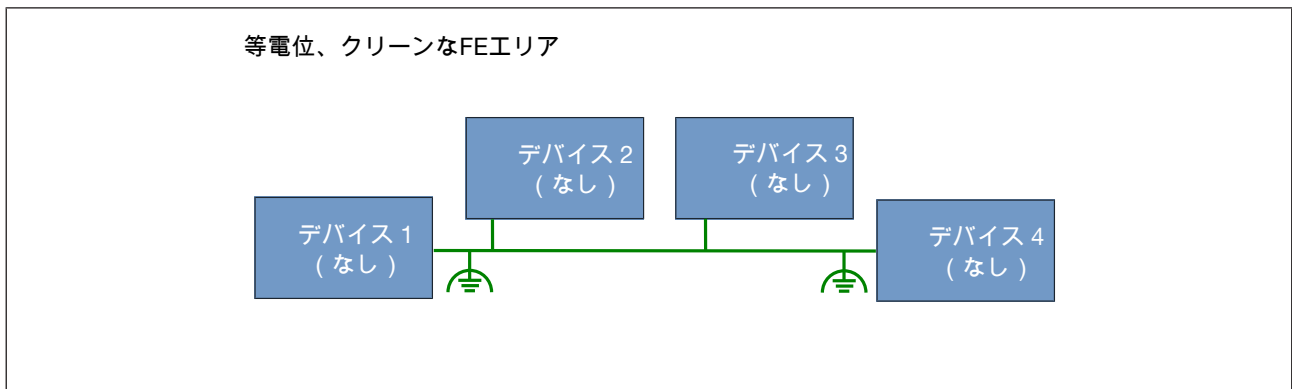 等電位、クリーンなFEエリア
デバイス 2
( なし )
デバイス 3
( なし )
デバイス 1
( なし )
デバイス 4
( なし )